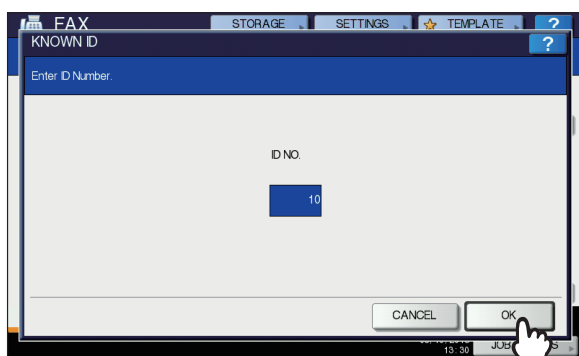 FAX STORAGE SETTINGS TEMPLATE ?
KNOWN ID ?
Enter ID Number.
ID NO.
10
CANCEL OK
13:30